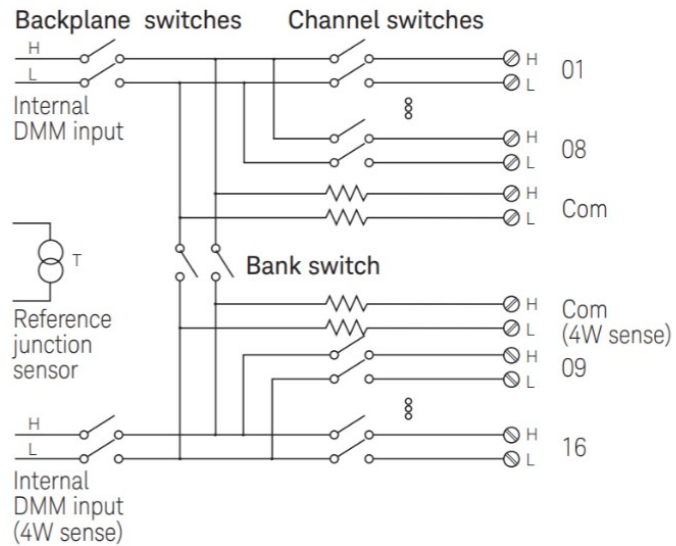 Backplane switches
Channel switches
H
L
Internal
DMM input
H
L
01
H
L
08
H
L
Com
T
Reference
junction
sensor
Bank switch
H
L
Com
(4W sense)
H
L
09
H
L
Internal
DMM input
(4W sense)
H
L
16